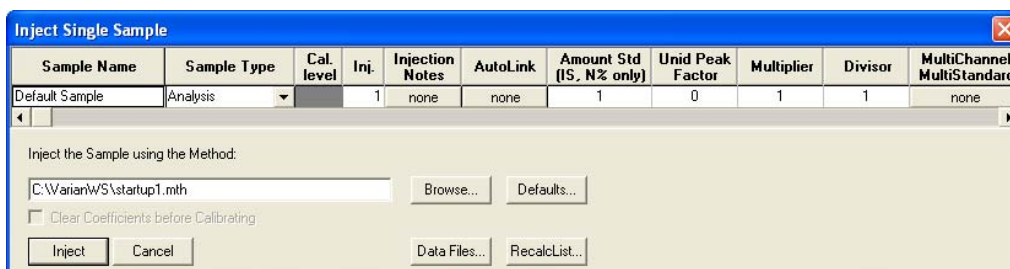 Inject Single Sample
Sample Name Sample Type Cal. level Inj. Injection Notes AutoLink Amount Std (IS, N% only) Unid Peak Factor Multiplier Divisor MultiChannel MultiStandard
Default Sample Analysis 1 none none 1 0 1 1 none
Inject the Sample using the Method:
C:\VarianWS\startup1.mth Browse... Defaults...
Clear Coefficients before Calibrating
Inject Cancel Data Files... RecalcList...